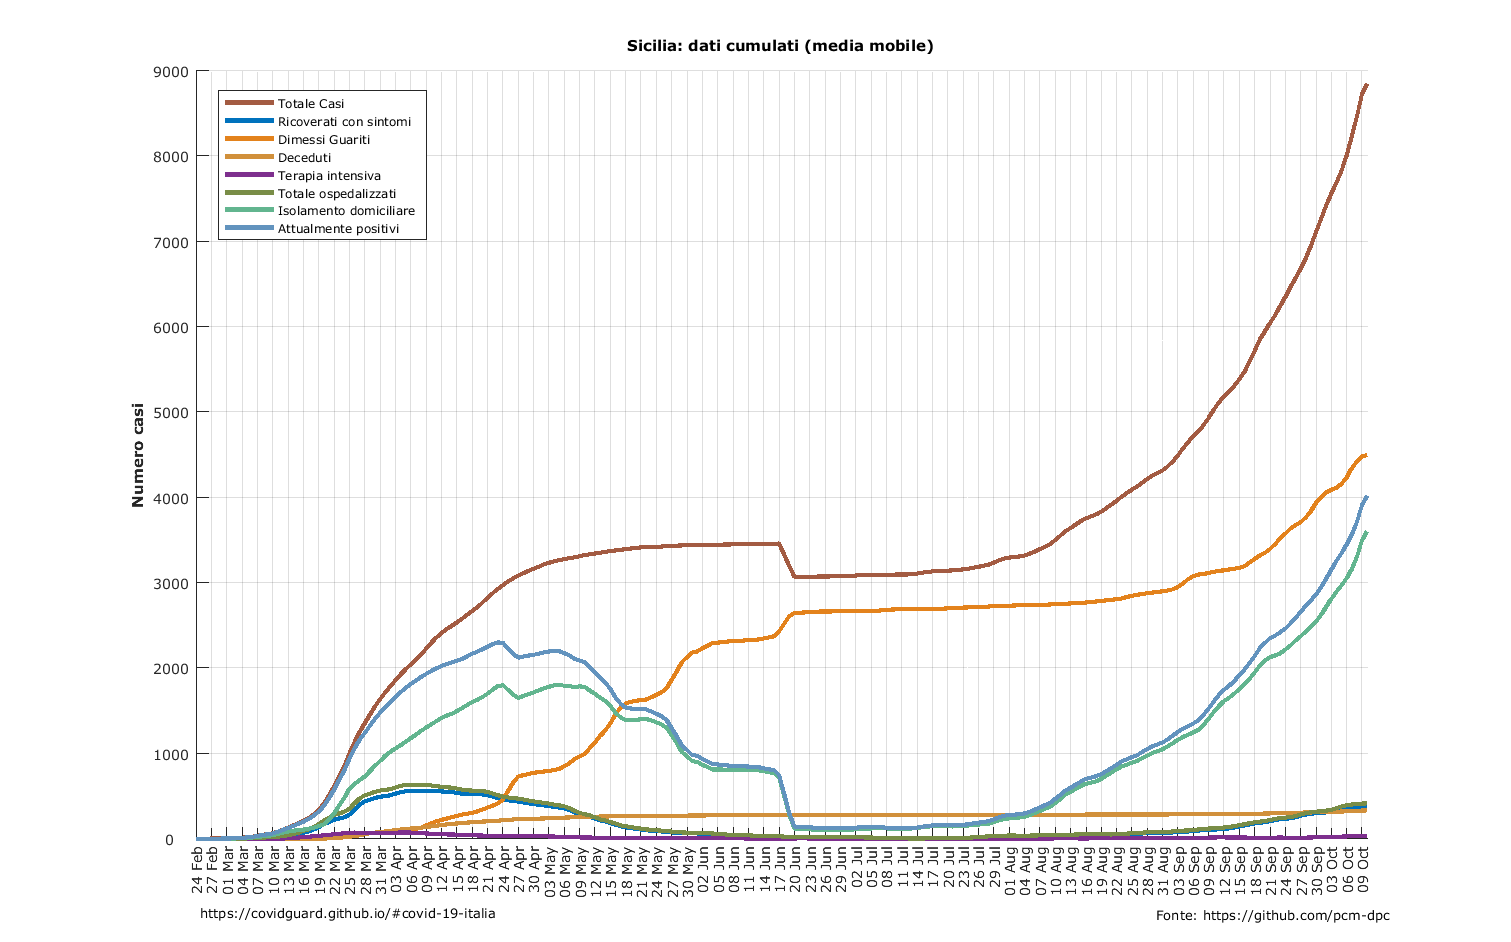 Sicilia: dati cumulati (media mobile)
9000
8000
7000
6000
5000
4000
3000
2000
1000
0
Numero casi
Totale Casi
Ricoverati con sintomi
Dimessi Guariti
Deceduti
Terapia intensiva
Totale ospedalizzati
Isolamento domiciliare
Attualmente positivi
24 Feb
27 Feb
01 Mar
04 Mar
07 Mar
10 Mar
13 Mar
16 Mar
19 Mar
22 Mar
25 Mar
28 Mar
31 Mar
03 Apr
06 Apr
09 Apr
12 Apr
15 Apr
18 Apr
21 Apr
24 Apr
27 Apr
30 Apr
03 May
06 May
09 May
12 May
15 May
18 May
21 May
24 May
27 May
30 May
02 Jun
05 Jun
08 Jun
11 Jun
14 Jun
17 Jun
20 Jun
23 Jun
26 Jun
29 Jun
02 Jul
05 Jul
08 Jul
11 Jul
14 Jul
17 Jul
20 Jul
23 Jul
26 Jul
29 Jul
01 Aug
04 Aug
07 Aug
10 Aug
13 Aug
16 Aug
19 Aug
22 Aug
25 Aug
28 Aug
31 Aug
03 Sep
06 Sep
09 Sep
12 Sep
15 Sep
18 Sep
21 Sep
24 Sep
27 Sep
30 Sep
03 Oct
06 Oct
09 Oct
https://covidguard.github.io/#covid-19-italia
Fonte: https://github.com/pcm-dpc